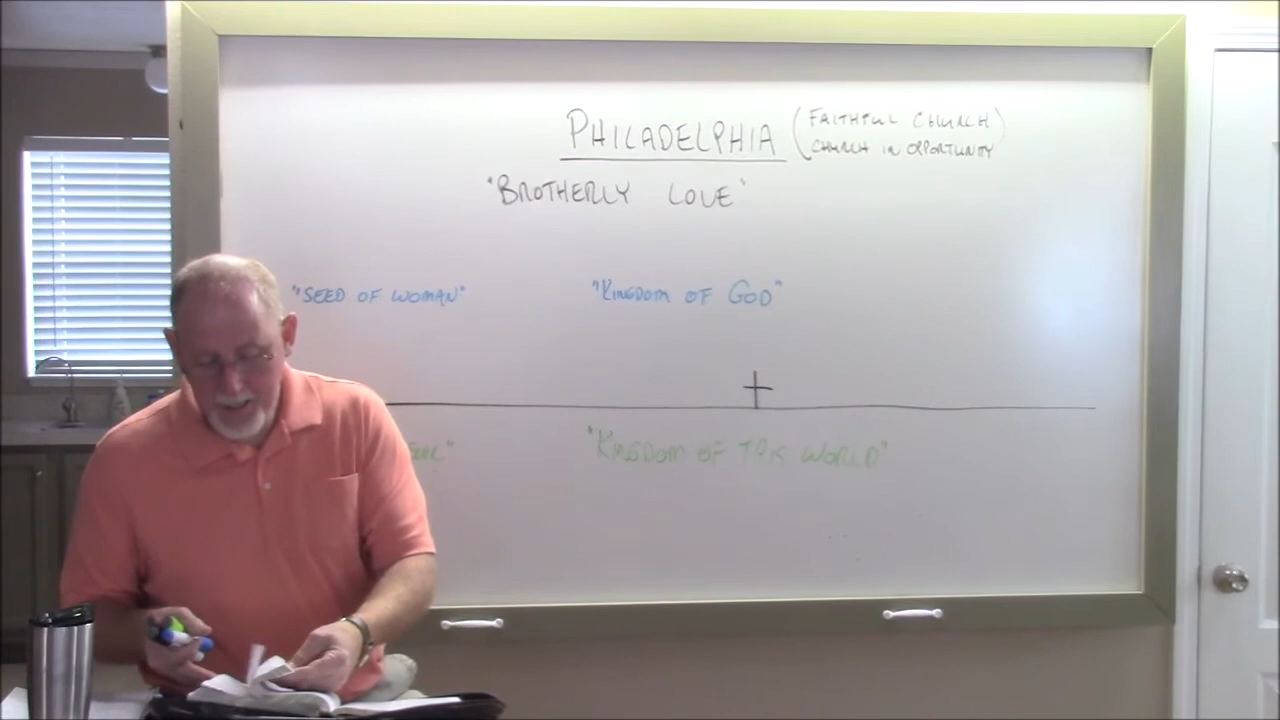 PHILADELPHIA (FAITHFUL CHURCH)
CHURCH IN OPPORTUNITY
"BROTHERLY LOVE"
"SEED OF WOMAN" "KINGDOM OF GOD"
"KINGDOM OF THE WORLD"